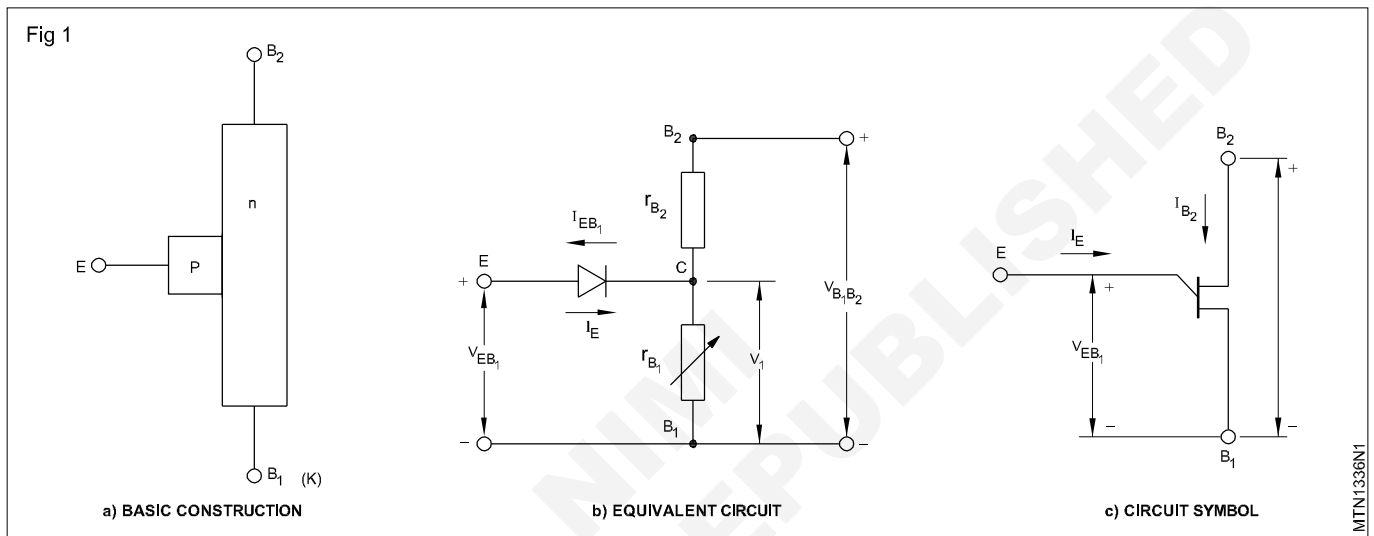 Fig 1
B2
n
P
E
B1 (K)
a) BASIC CONSTRUCTION
B2
+
rB2
IEB1
E
C
+
IE
VEB1
rB1
V1
VB1B2
B1
−
−
b) EQUIVALENT CIRCUIT
B2
+
IB2
IE
E
+
VEB1
−
−
B1
c) CIRCUIT SYMBOL
MTN1336N1
NIMI
EPUBLISHED